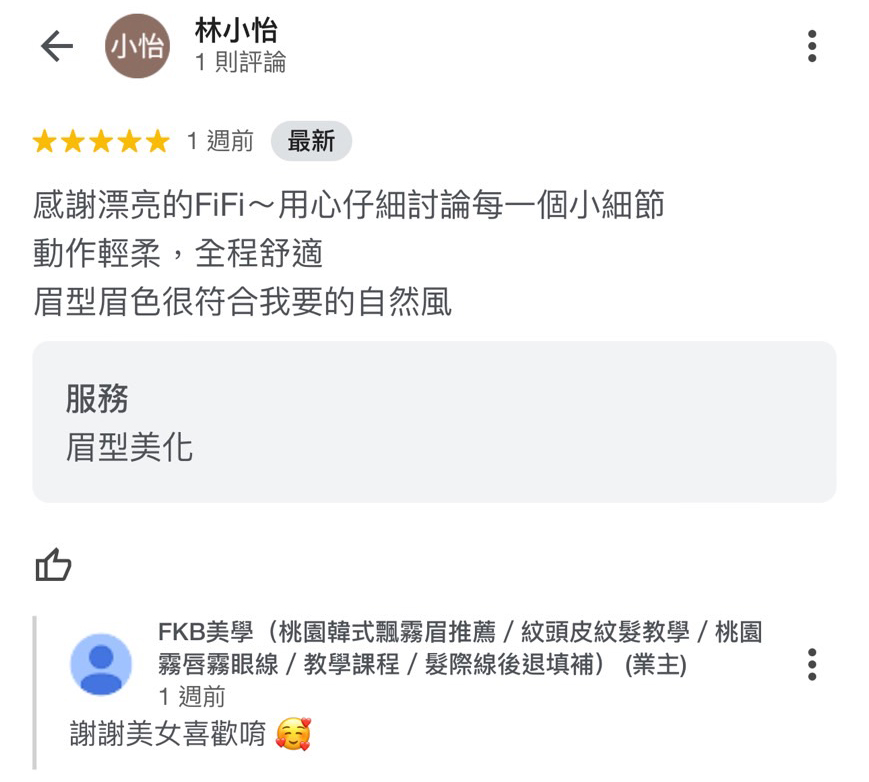 小怡
林小怡
1 則評論
1 週前
最新
感謝漂亮的FiFi～用心仔細討論每一個小細節
動作輕柔，全程舒適
眉型眉色很符合我要的自然風
服務
眉型美化
FKB美學（桃園韓式飄霧眉推薦 / 紋頭皮紋髮教學 / 桃園
霧唇霧眼線 / 教學課程 / 髮際線後退填補） (業主)
1 週前
謝謝美女喜歡唷 🥰